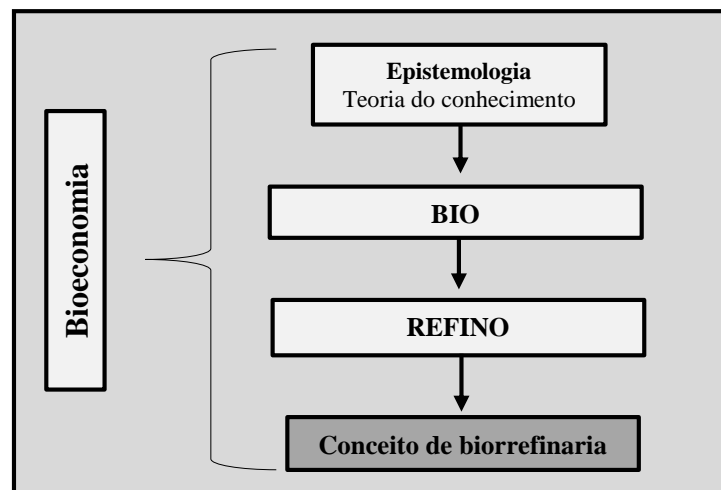 Bioeconomia
Epistemologia
Teoria do conhecimento
BIO
REFINO
Conceito de biorrefinaria